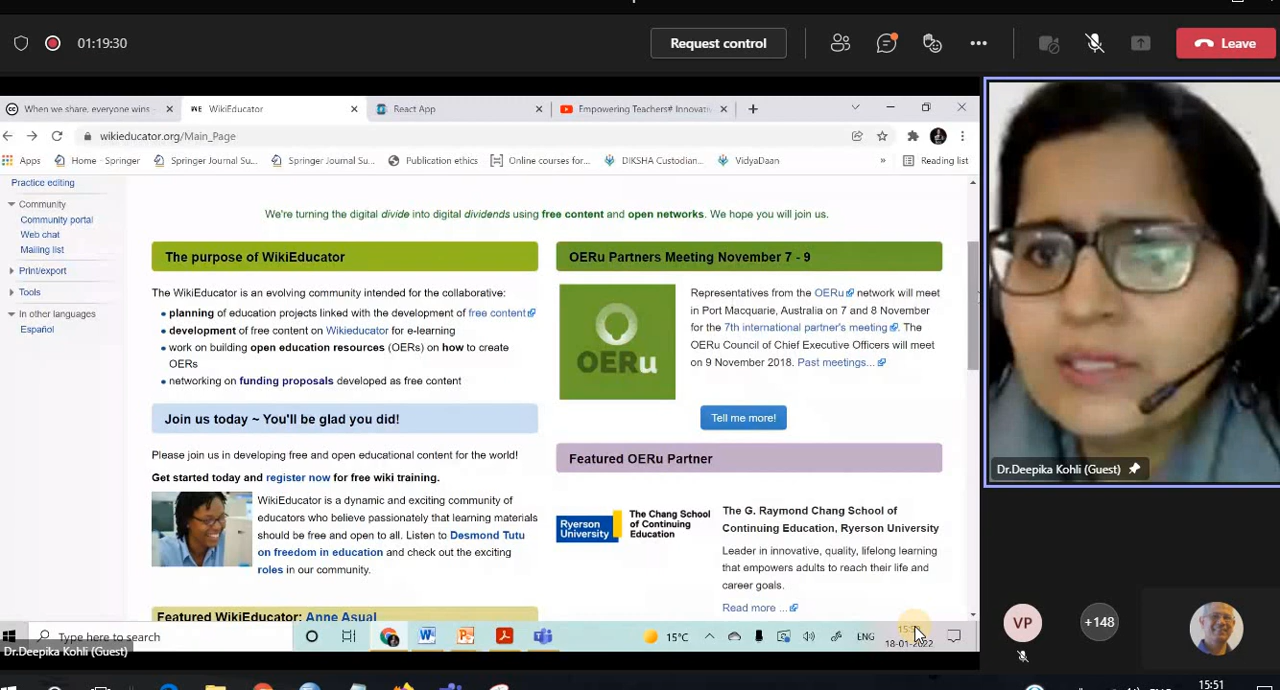 01:19:30
Request control
Leave
When we share, everyone wins
WikiEducator
React App
Empowering Teachers# Innovati
wikieducator.org/Main_Page
Apps
Home - Springer
Springer Journal Su...
Springer Journal Su...
Publication ethics
Online courses for...
DIKSHA Custodian...
VidyaDaan
»
Reading list
Practice editing
Community
Community portal
Web chat
Mailing list
Print/export
Tools
In other languages
Español
We're turning the digital divide into digital dividends using free content and open networks. We hope you will join us.
The purpose of WikiEducator
The WikiEducator is an evolving community intended for the collaborative:
• planning of education projects linked with the development of free content
• development of free content on Wikieducator for e-learning
• work on building open education resources (OERs) on how to create
OERs
• networking on funding proposals developed as free content
Join us today ~ You'll be glad you did!
Please join us in developing free and open educational content for the world!
Get started today and register now for free wiki training.
WikiEducator is a dynamic and exciting community of
educators who believe passionately that learning materials
should be free and open to all. Listen to Desmond Tutu
on freedom in education and check out the exciting
roles in our community.
Featured WikiEducator: Anne Asual
OERu Partners Meeting November 7 - 9
OERu
Representatives from the OERu network will meet
in Port Macquarie, Australia on 7 and 8 November
for the 7th international partner's meeting. The
OERu Council of Chief Executive Officers will meet
on 9 November 2018. Past meetings...
Tell me more!
Featured OERu Partner
Ryerson
University
The Chang School
of Continuing
Education
The G. Raymond Chang School of
Continuing Education, Ryerson University
Leader in innovative, quality, lifelong learning
that empowers adults to reach their life and
career goals.
Read more ...
Dr.Deepika Kohli (Guest)
VP
+148
Type here to search
15°C
ENG
18-01-2022
Dr.Deepika Kohli (Guest)
15:51